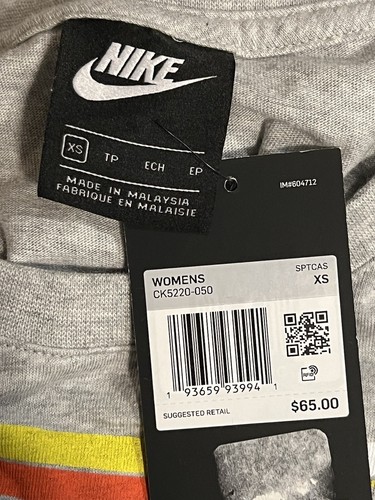 NIKE
XS TP ECH EP
MADE IN MALAYSIA
FABRIQUE EN MALAISIE
IM#604712
WOMENS
CK5220-050
SPTCAS
XS
1 93659 93994 1
RFID
SUGGESTED RETAIL
$65.00